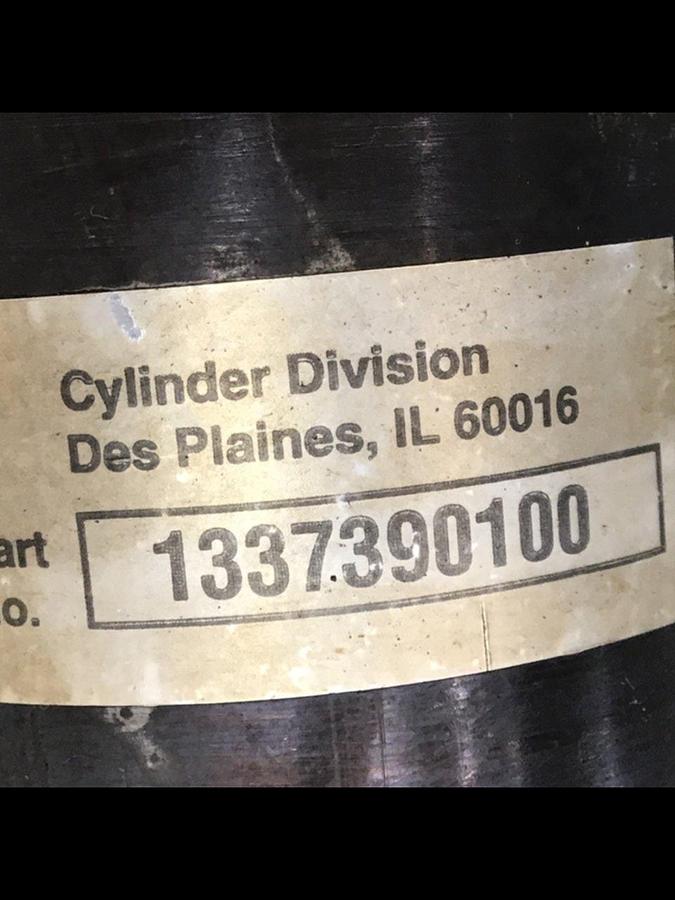 Cylinder Division
Des Plaines, IL 60016
art 1337390100
o.